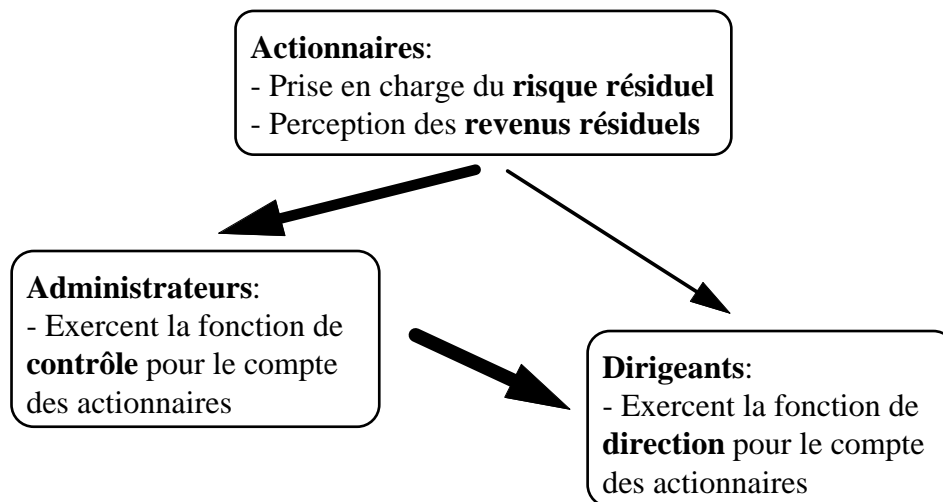 Actionnaires:
- Prise en charge du risque résiduel
- Perception des revenus résiduels
Administrateurs:
- Exercent la fonction de
contrôle pour le compte
des actionnaires
Dirigeants:
- Exercent la fonction de
direction pour le compte
des actionnaires